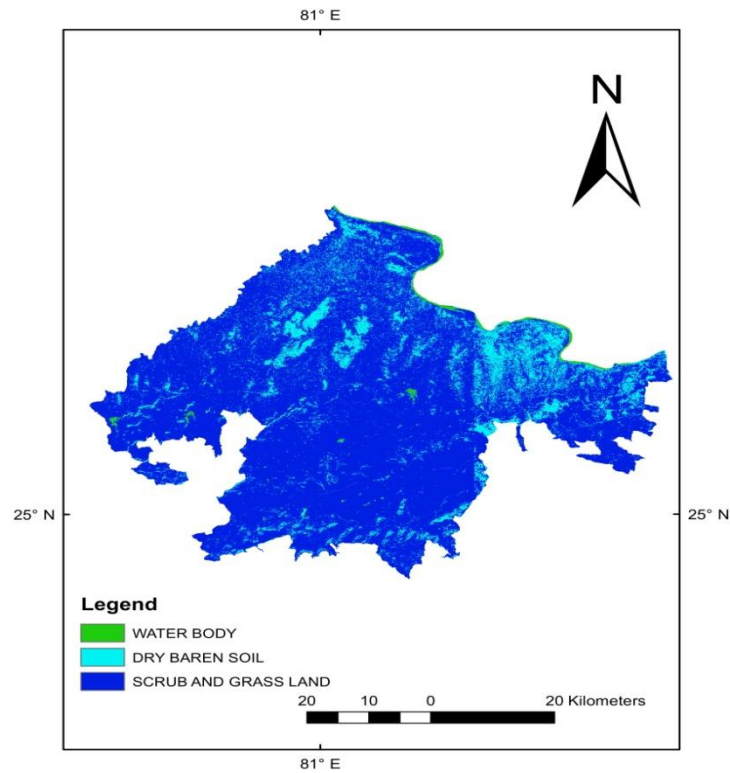 81° E
N
25° N
25° N
Legend
WATER BODY
DRY BAREN SOIL
SCRUB AND GRASS LAND
20 10 0 20 Kilometers
81° E